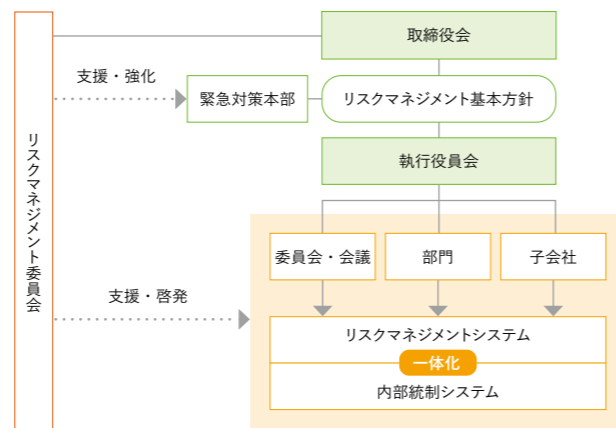 取締役会
支援・強化
緊急対策本部
リスクマネジメント基本方針
執行役員会
リスクマネジメント委員会
委員会・会議
部門
子会社
支援・啓発
リスクマネジメントシステム
一体化
内部統制システム